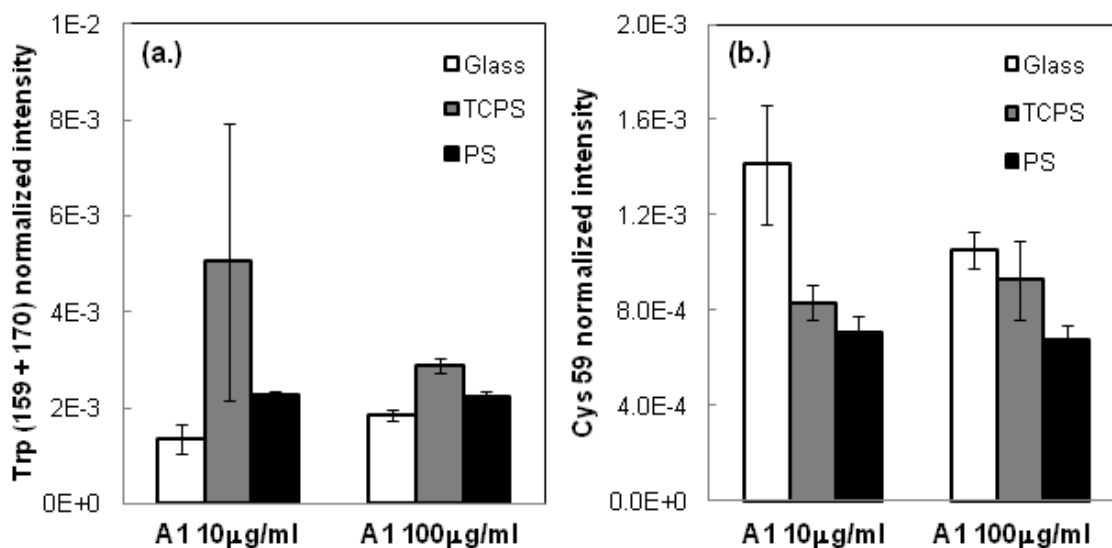 (a.)
Glass
TCPS
PS
Trp (159 + 170) normalized intensity
1E-2
8E-3
6E-3
4E-3
2E-3
0E+0
A1 10µg/ml
A1 100µg/ml
(b.)
Glass
TCPS
PS
Cys 59 normalized intensity
2.0E-3
1.6E-3
1.2E-3
8.0E-4
4.0E-4
0.0E+0
A1 10µg/ml
A1 100µg/ml